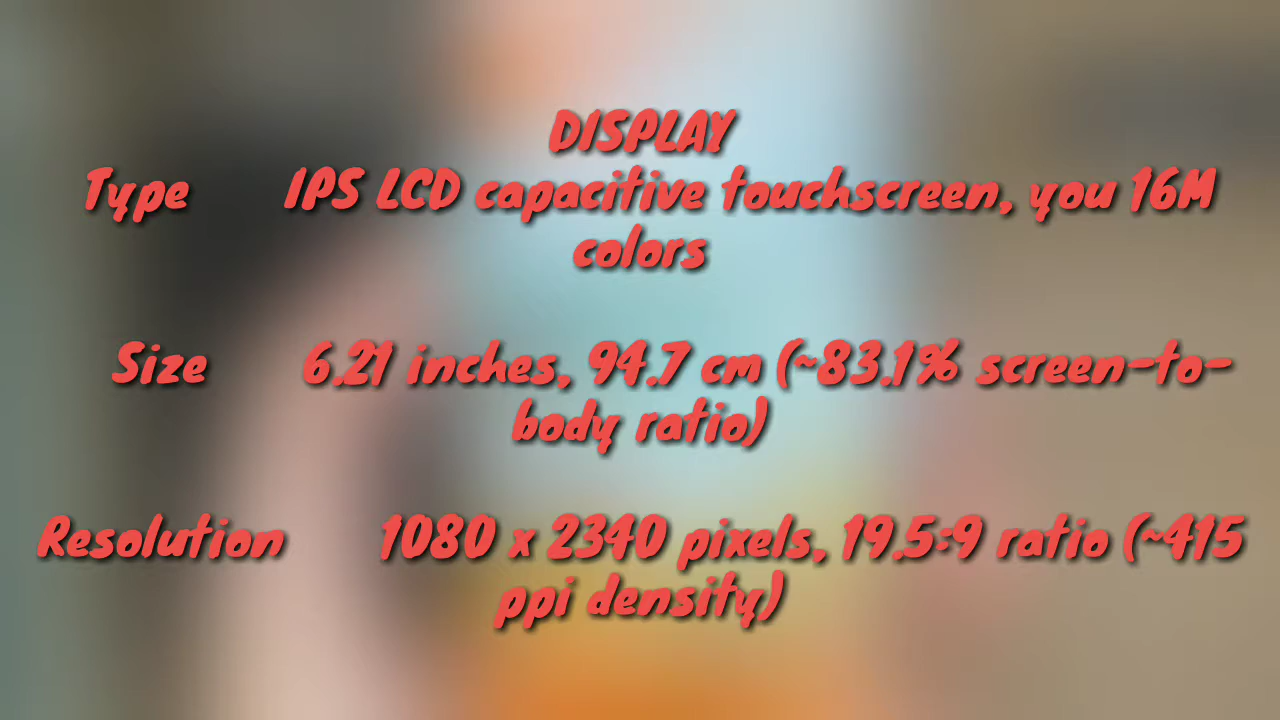 DISPLAY
Type IPS LCD capacitive touchscreen, you 16M
colors
Size 6.21 inches, 94.7 cm (~83.1% screen-to-
body ratio)
Resolution 1080 x 2340 pixels, 19.5:9 ratio (~415
ppi density)